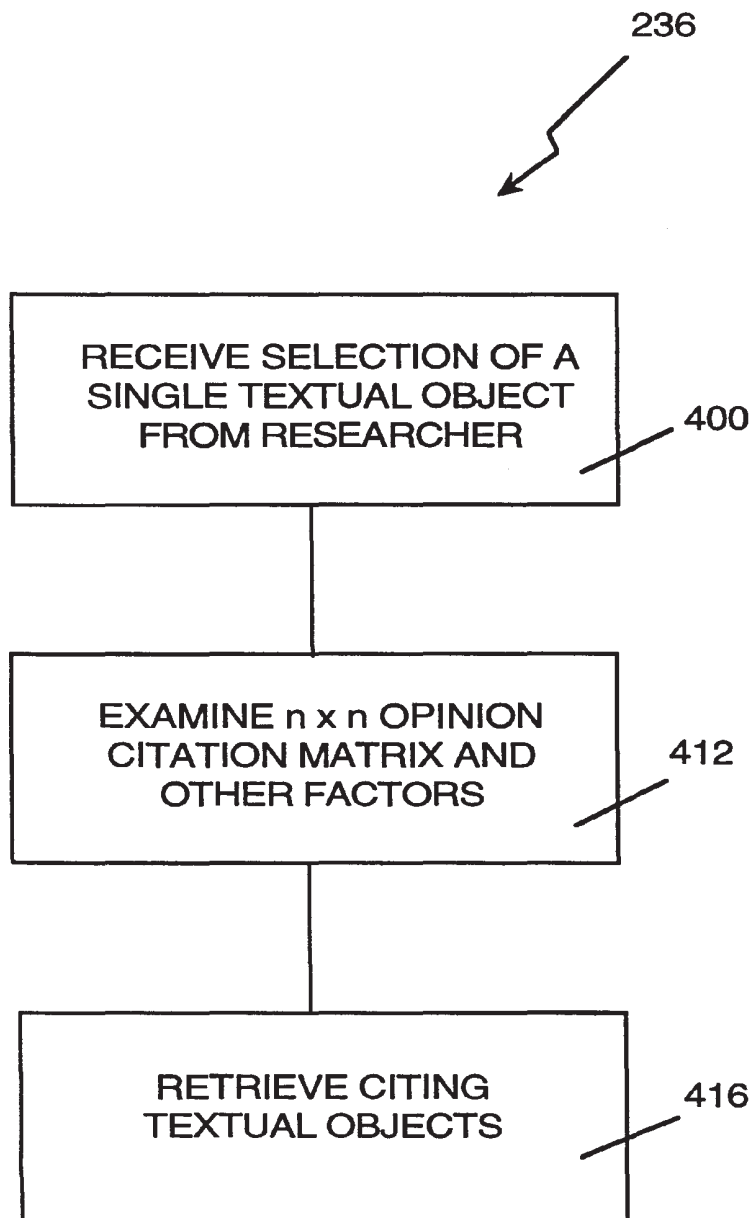 236
RECEIVE SELECTION OF A
SINGLE TEXTUAL OBJECT
FROM RESEARCHER
400
EXAMINE n x n OPINION
CITATION MATRIX AND
OTHER FACTORS
412
RETRIEVE CITING
TEXTUAL OBJECTS
416